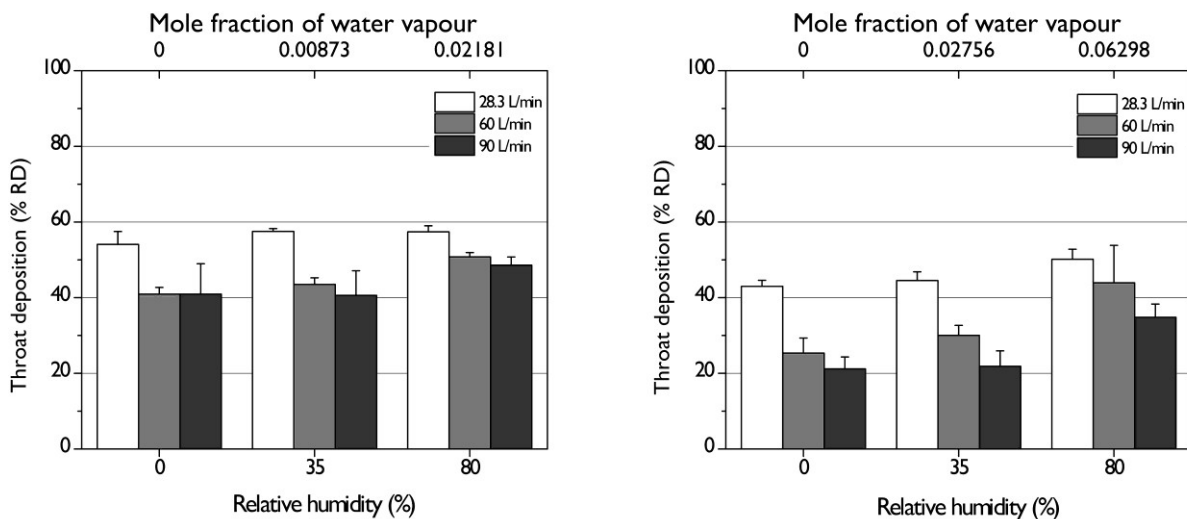 Mole fraction of water vapour
0 0.00873 0.02181
100
80
60
40
20
0
Throat deposition (% RD)
28.3 L/min
60 L/min
90 L/min
0 35 80
Relative humidity (%)
Mole fraction of water vapour
0 0.02756 0.06298
100
80
60
40
20
0
Throat deposition (% RD)
28.3 L/min
60 L/min
90 L/min
0 35 80
Relative humidity (%)